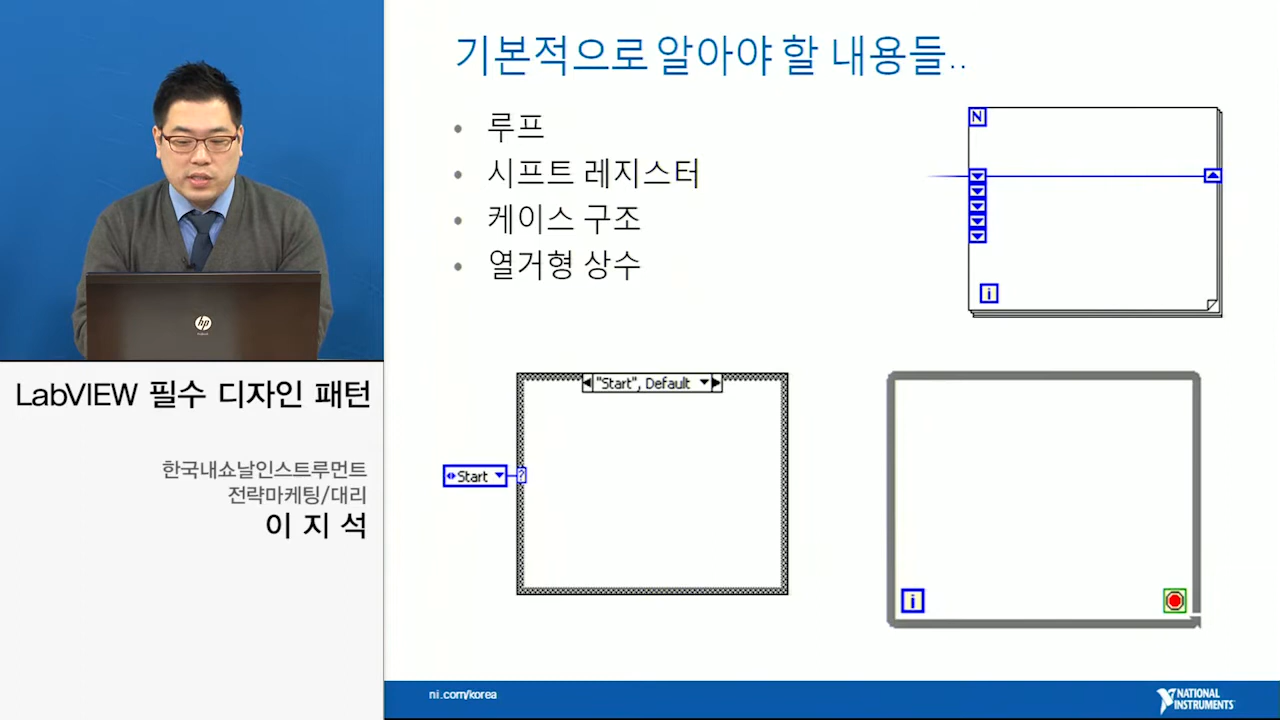 기본적으로 알아야 할 내용들..
• 루프
• 시프트 레지스터
• 케이스 구조
• 열거형 상수
N
i
"Start", Default
Start
?
i
hp
LabVIEW 필수 디자인 패턴
한국내쇼날인스트루먼트
전략마케팅/대리
이 지 석
ni.com/korea
NATIONAL
INSTRUMENTS